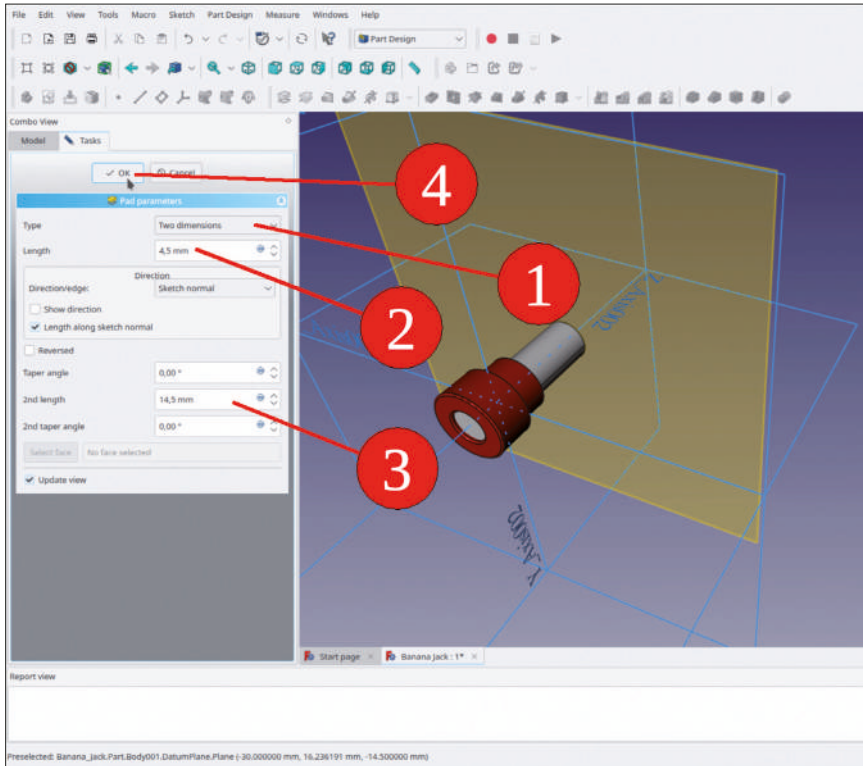 File Edit View Tools Macro Sketch Part Design Measure Windows Help
Part Design
Combo View
Model Tasks
OK Cancel
4
Pad parameters
Type Two dimensions
Length 4,5 mm
1
Direction
Direction/edge: Sketch normal
Show direction
2
Length along sketch normal
Reversed
Taper angle 0,00 °
2nd length 14,5 mm
2nd taper angle 0,00 °
3
Select face No face selected
Update view
Z_Axis002
Y_Axis002
Start page Banana Jack : 1*
Report view
Preselected: Banana_Jack.Part.Body001.DatumPlane.Plane (-30.000000 mm, 16.236191 mm, -14.500000 mm)